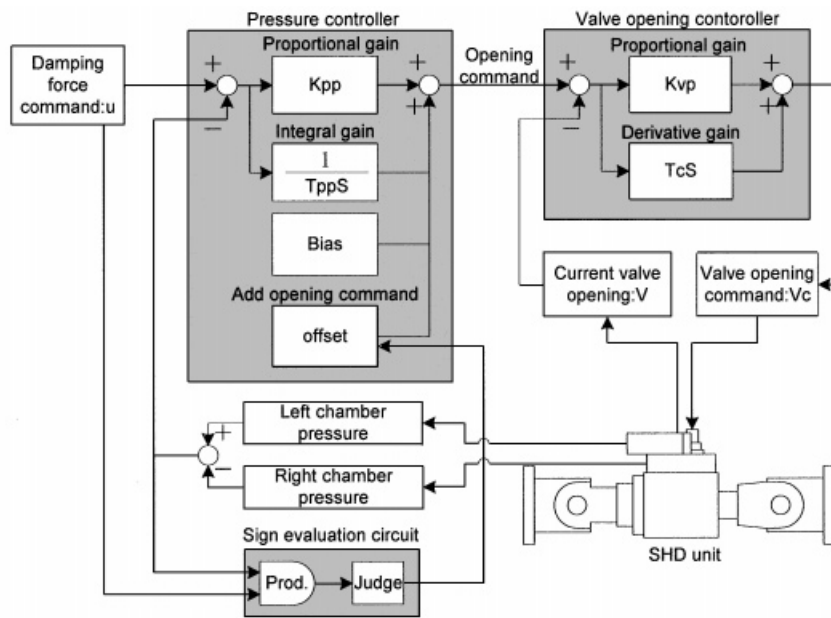 Pressure controller
Valve opening contoroller
Proportional gain
Proportional gain
Damping
force
command:u
+
−
Kpp
+
+
Opening
command
+
−
Kvp
+
+
Integral gain
1
TppS
Derivative gain
TcS
Bias
Add opening command
offset
Current valve
opening:V
Valve opening
command:Vc
Left chamber
pressure
+
−
Right chamber
pressure
Sign evaluation circuit
Prod.
Judge
SHD unit